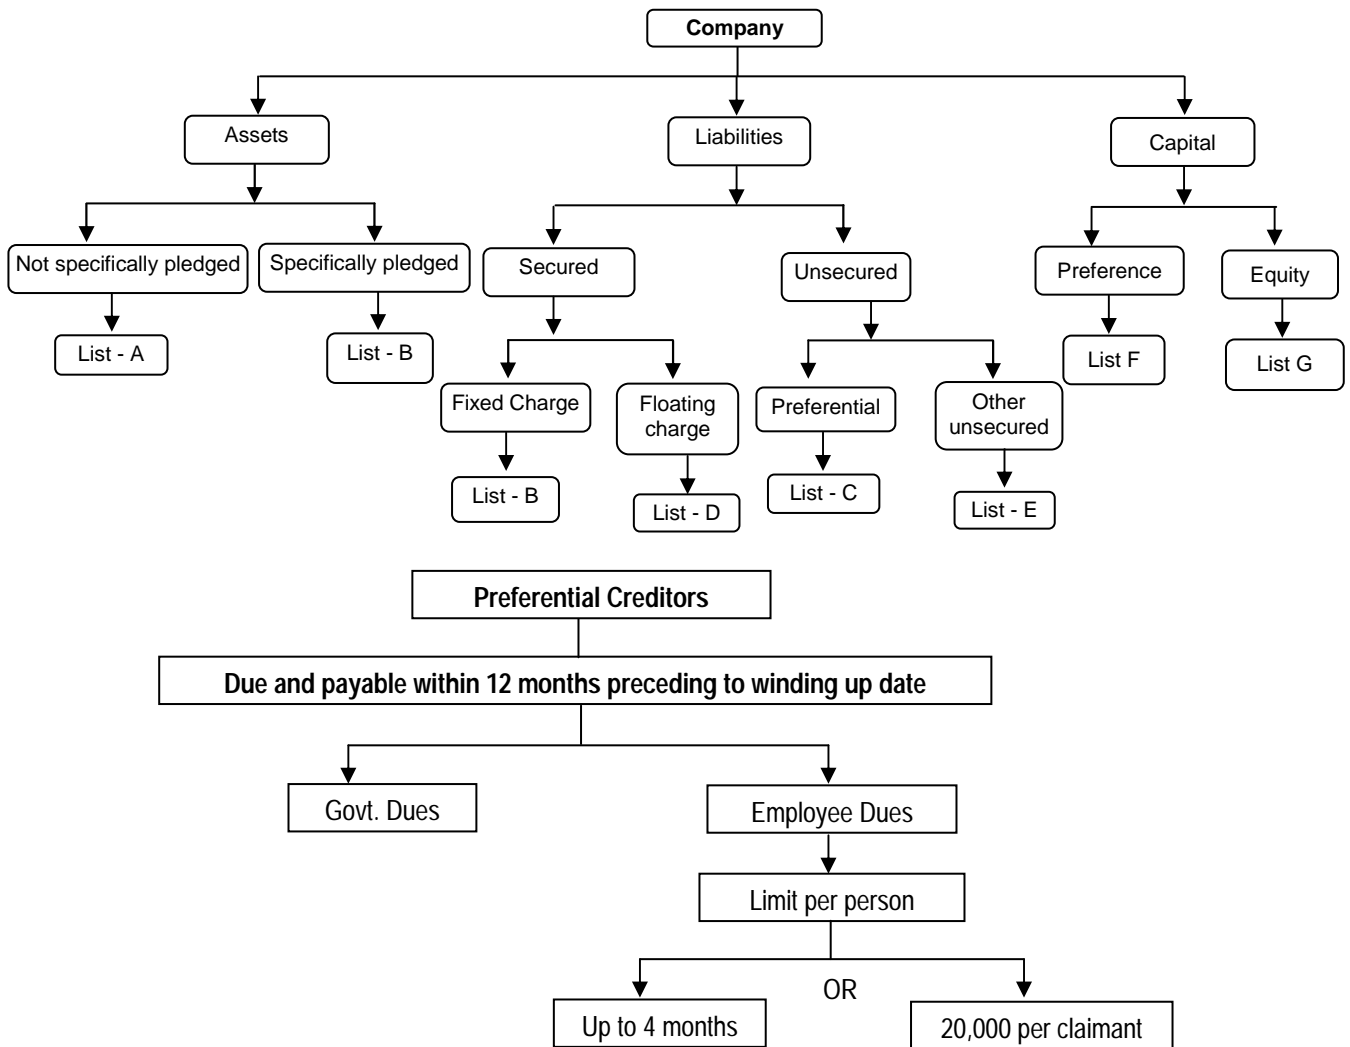 Company
Assets
Liabilities
Capital
Not specifically pledged
Specifically pledged
Secured
Unsecured
Preference
Equity
List - A
List - B
Fixed Charge
Floating
charge
Preferential
Other
unsecured
List F
List G
List - B
List - D
List - C
List - E
Preferential Creditors
Due and payable within 12 months preceding to winding up date
Govt. Dues
Employee Dues
Limit per person
OR
Up to 4 months
20,000 per claimant